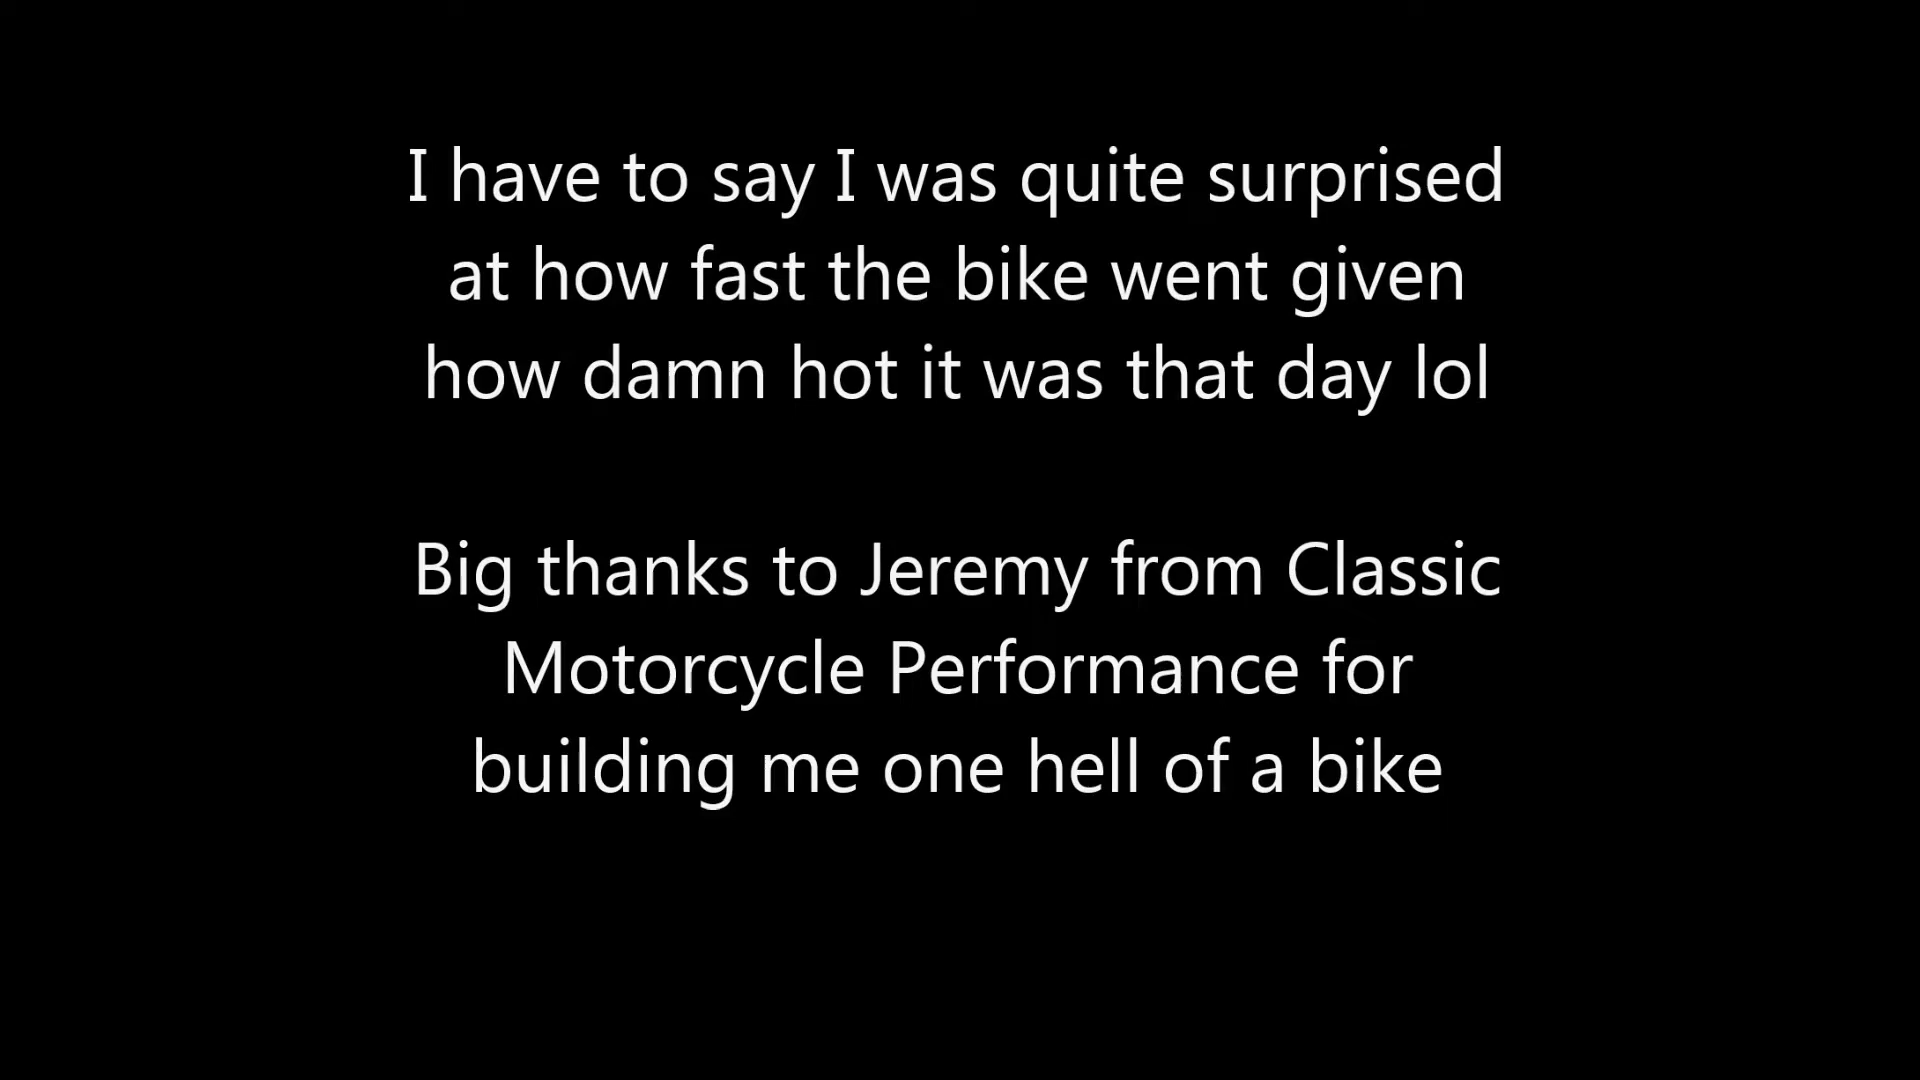 I have to say I was quite surprised
at how fast the bike went given
how damn hot it was that day lol
Big thanks to Jeremy from Classic
Motorcycle Performance for
building me one hell of a bike